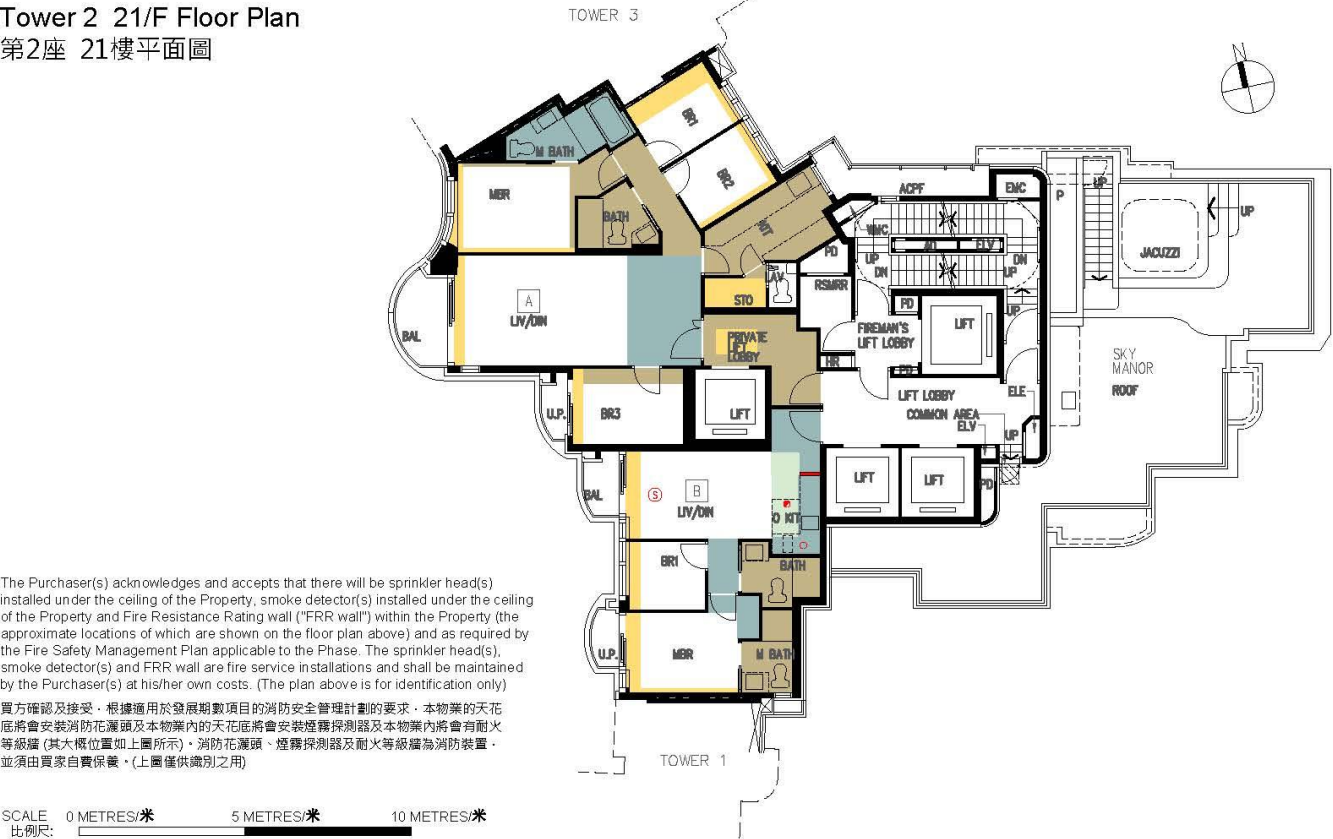 Tower 2 21/F Floor Plan
第2座 21樓平面圖
TOWER 3
BR1
M BATH
BR2
MBR
BATH
KIT
ACPF
EMC
P
UP
UP
JACUZZI
WMC
AD
ELV
UP
DN
DN
UP
PD
LAV
RSMRR
STO
PD
UP
A
LIV/DIN
BAL
PRIVATE
LIFT
LOBBY
FIREMAN'S
LIFT LOBBY
LIFT
HR
PD
SKY
MANOR
ROOF
U.P.
BR3
LIFT
LIFT LOBBY
ELE
COMMON AREA
ELV
UP
BAL
S
B
LIV/DIN
LIFT
LIFT
PD
O KIT
BR1
BATH
U.P.
MBR
M BATH
TOWER 1
The Purchaser(s) acknowledges and accepts that there will be sprinkler head(s)
installed under the ceiling of the Property, smoke detector(s) installed under the ceiling
of the Property and Fire Resistance Rating wall ("FRR wall") within the Property (the
approximate locations of which are shown on the floor plan above) and as required by
the Fire Safety Management Plan applicable to the Phase. The sprinkler head(s),
smoke detector(s) and FRR wall are fire service installations and shall be maintained
by the Purchaser(s) at his/her own costs. (The plan above is for identification only)
買方確認及接受，根據適用於發展期數項目的消防安全管理計劃的要求，本物業的天花
底將會安裝消防花灑頭及本物業內的天花底將會安裝煙霧探測器及本物業內將會有耐火
等級牆 (其大概位置如上圖所示)。消防花灑頭、煙霧探測器及耐火等級牆為消防裝置，
並須由買家自費保養。(上圖僅供識別之用)
SCALE 0 METRES/米 5 METRES/米 10 METRES/米
比例尺: